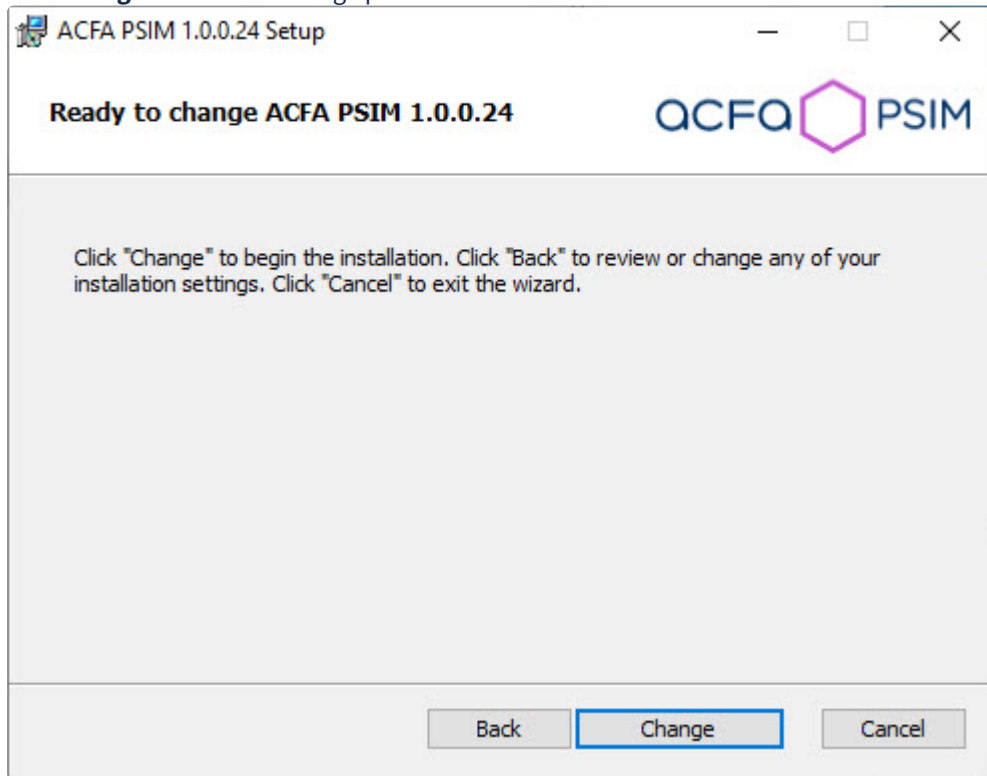 ACFA PSIM 1.0.0.24 Setup
Ready to change ACFA PSIM 1.0.0.24
acfa PSIM
Click "Change" to begin the installation. Click "Back" to review or change any of your
installation settings. Click "Cancel" to exit the wizard.
Back Change Cancel